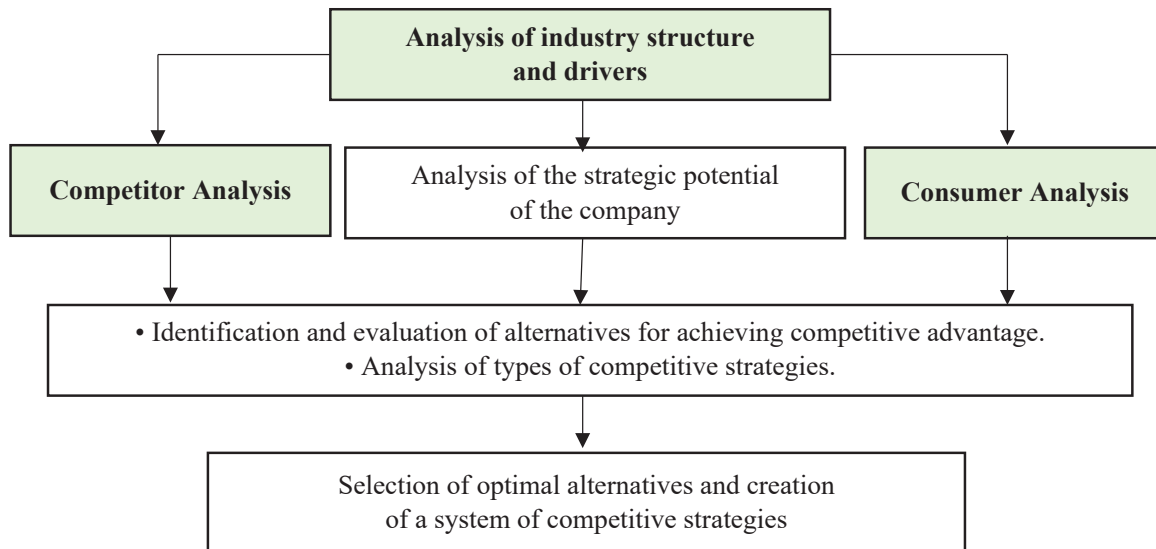 Analysis of industry structure
and drivers
Competitor Analysis
Analysis of the strategic potential
of the company
Consumer Analysis
• Identification and evaluation of alternatives for achieving competitive advantage.
• Analysis of types of competitive strategies.
Selection of optimal alternatives and creation
of a system of competitive strategies